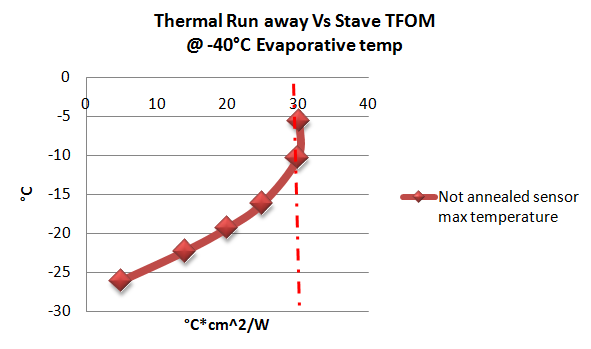 Thermal Run away Vs Stave TFOM
@ -40°C Evaporative temp
0
0 10 20 30 40
-5
-10
-15
-20
-25
-30
°C
°C*cm^2/W
Not annealed sensor
max temperature